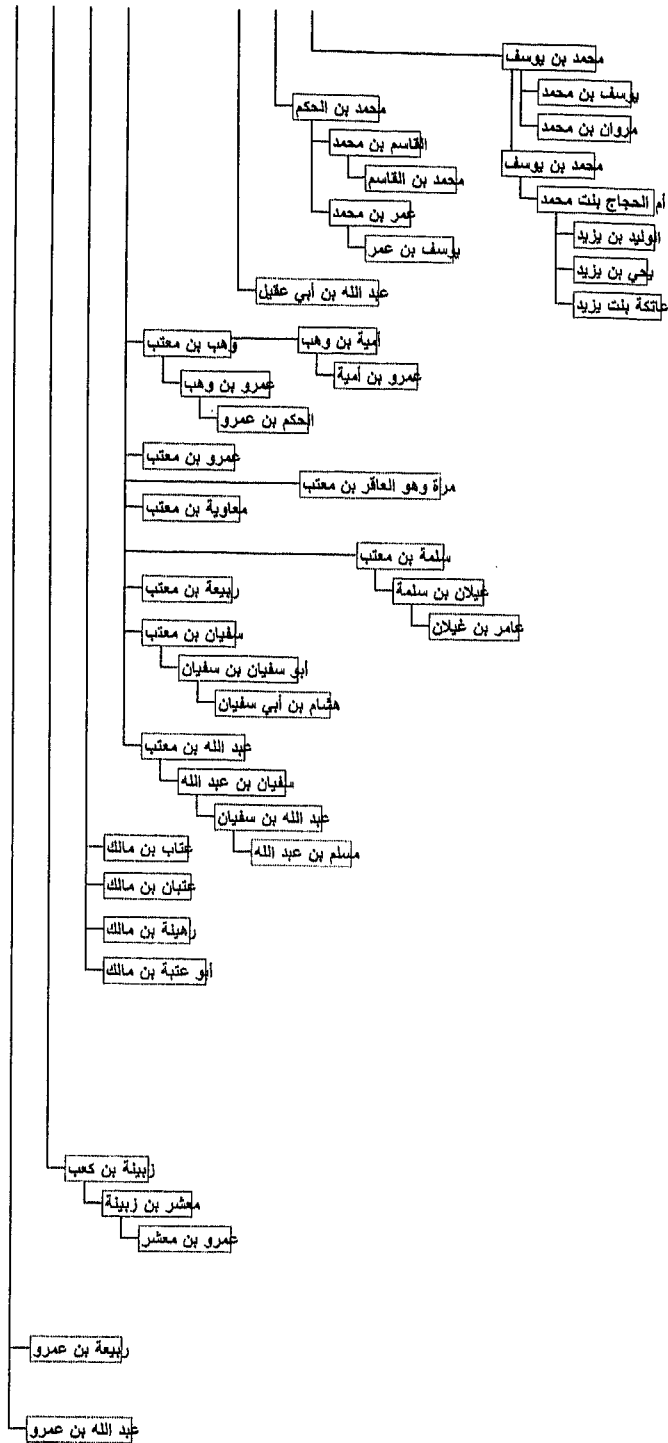 محمد بن يوسف
يوسف بن محمد
محمد بن الحكم
مروان بن محمد
القاسم بن محمد
محمد بن يوسف
محمد بن القاسم
أم الحجاج بنت محمد
عمر بن محمد
الوليد بن يزيد
يوسف بن عمر
يحي بن يزيد
عبد الله بن أبي عقيل
عاتكة بنت يزيد
أمية بن وهب
وهب بن معتب
عمرو بن أمية
عمرو بن وهب
الحكم بن عمرو
عمرو بن معتب
مرة وهو العاقر بن معتب
معاوية بن معتب
سلمة بن معتب
ربيعة بن معتب
غيلان بن سلمة
عامر بن غيلان
سفيان بن معتب
أبو سفيان بن سفيان
هشام بن أبي سفيان
عبد الله بن معتب
سفيان بن عبد الله
عبد الله بن سفيان
عتاب بن مالك
مسلم بن عبد الله
عتبان بن مالك
رهينة بن مالك
أبو عتبة بن مالك
زبينة بن كعب
معشر بن زبينة
عمرو بن معشر
ربيعة بن عمرو
عبد الله بن عمرو